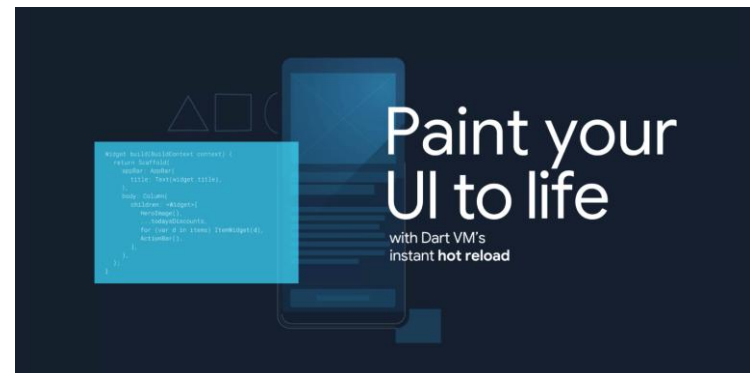 Widget build(BuildContext context) {
return Scaffold(
appBar: AppBar(
title: Text(widget.title),
),
body: Column(
children: <Widget>[
HeroImage(),
...todaysDiscounts,
for (var d in items) ItemWidget(d),
ActionBar(),
],
),
);
}
Paint your
UI to life
with Dart VM's
instant hot reload